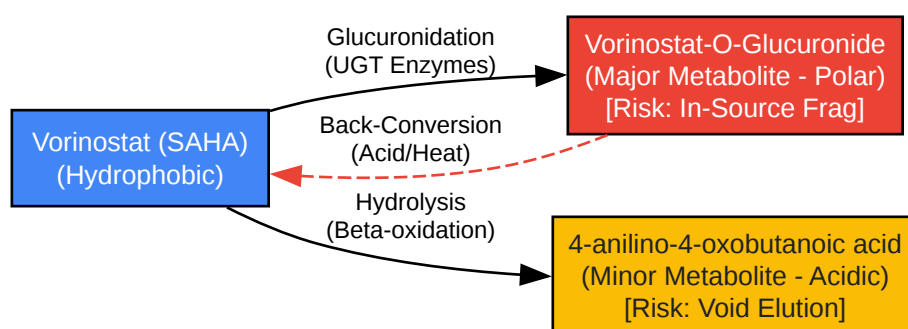 Vorinostat (SAHA)
(Hydrophobic)
Glucuronidation
(UGT Enzymes)
Vorinostat-O-Glucuronide
(Major Metabolite - Polar)
[Risk: In-Source Frag]
Back-Conversion
(Acid/Heat)
Hydrolysis
(Beta-oxidation)
4-anilino-4-oxobutanoic acid
(Minor Metabolite - Acidic)
[Risk: Void Elution]